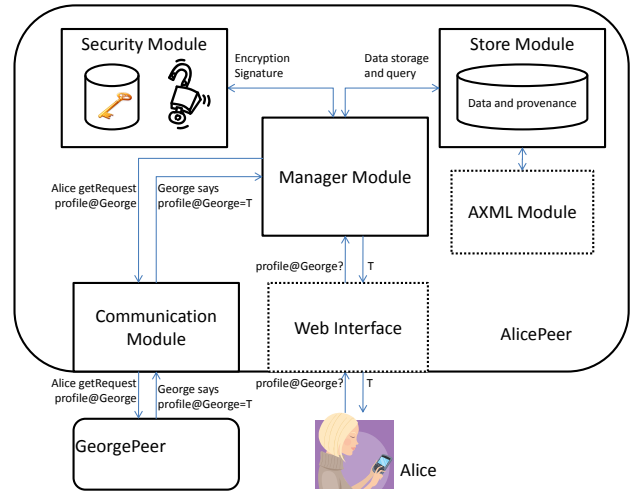 Security Module
Encryption
Signature
Data storage
and query
Store Module
Data and provenance
Manager Module
AXML Module
Alice getRequest
profile@George
George says
profile@George=T
profile@George?
T
Communication
Module
Web Interface
AlicePeer
Alice getRequest
profile@George
George says
profile@George=T
profile@George?
T
GeorgePeer
Alice